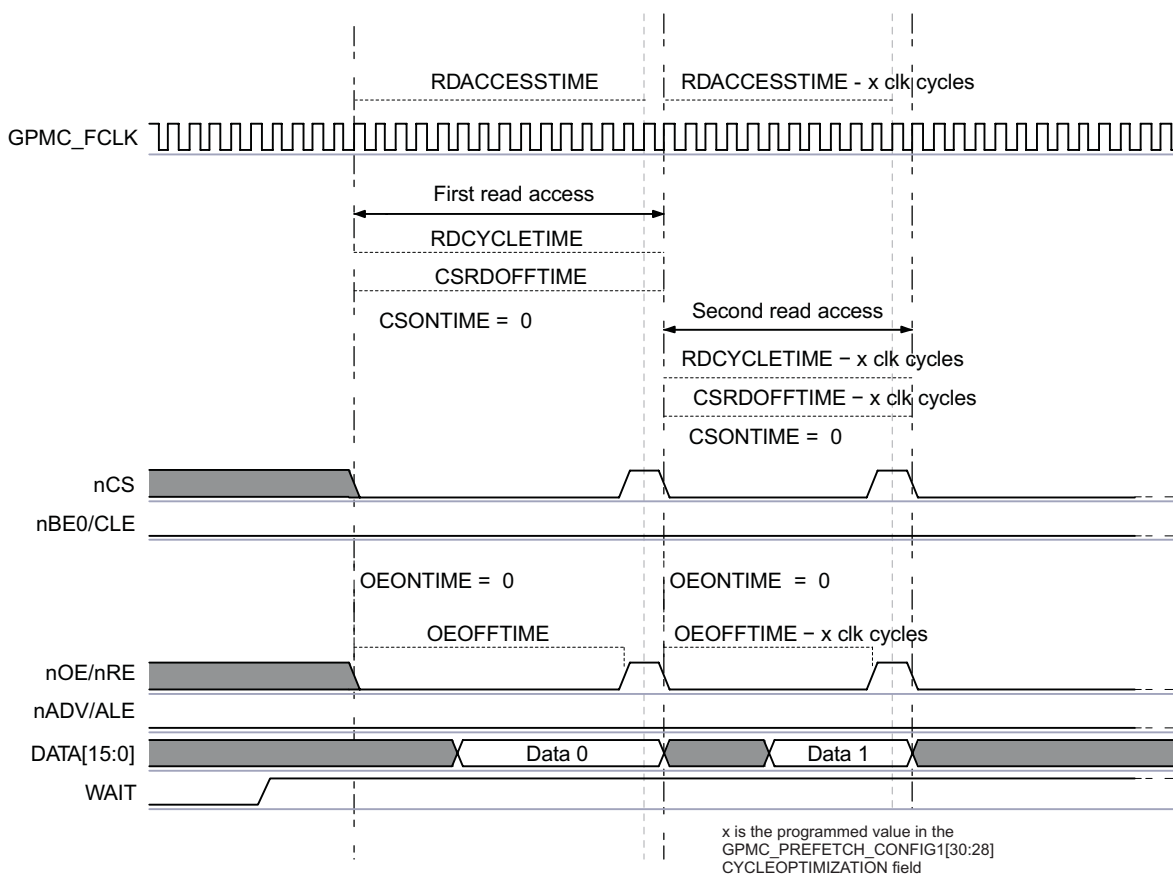 RDACCESSTIME
RDACCESSTIME - x clk cycles
GPMC_FCLK
First read access
RDCYCLETIME
CSRDOFFTIME
CSONTIME = 0
Second read access
RDCYCLETIME − x clk cycles
CSRDOFFTIME − x clk cycles
CSONTIME = 0
nCS
nBE0/CLE
OEONTIME = 0
OEONTIME = 0
OEOFFTIME
OEOFFTIME − x clk cycles
nOE/nRE
nADV/ALE
DATA[15:0]
Data 0
Data 1
WAIT
x is the programmed value in the
GPMC_PREFETCH_CONFIG1[30:28]
CYCLEOPTIMIZATION field